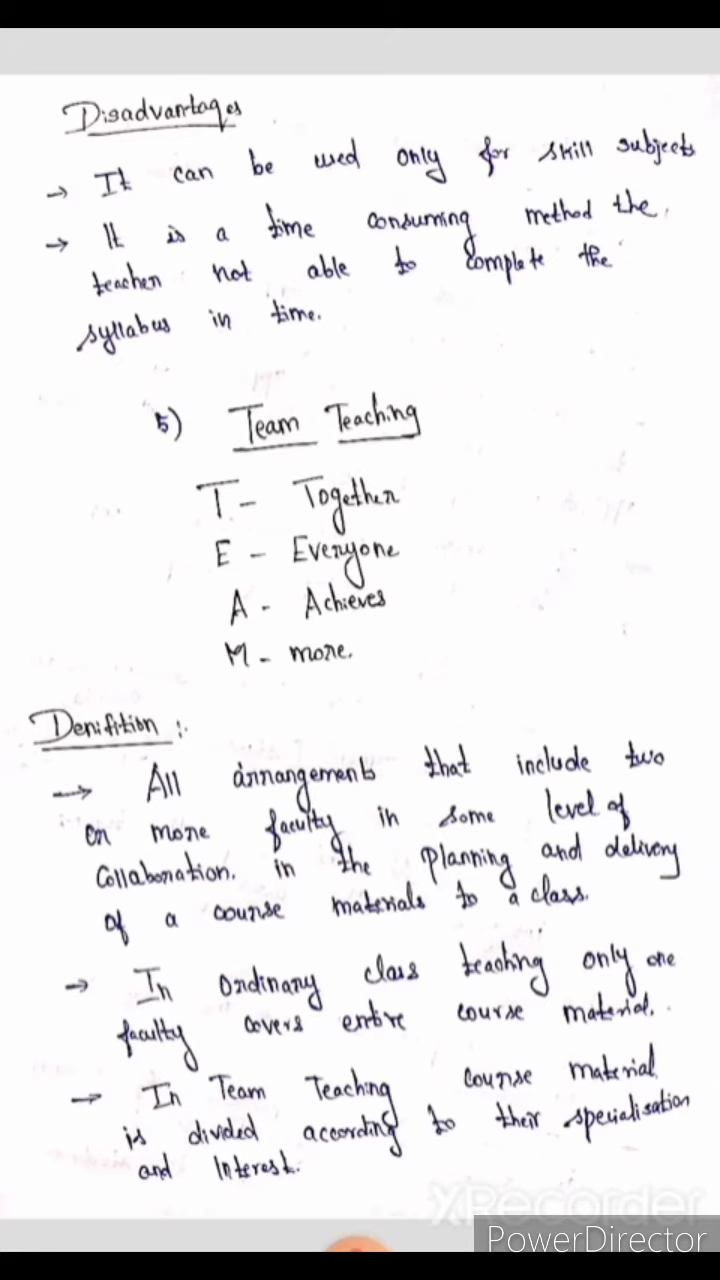 Disadvantages
→ It can be used only for skill subjects
→ It is a time consuming method the
teacher not able to complete the
syllabus in time.
5) Team Teaching
T - Together
E - Everyone
A - Achieves
M - more.
Denifition :
→ All arrangements that include two
or more faculty in some level of
Collaboration. in the planning and delivery
of a course materials to a class.
→ In Ordinary class teaching only one
faculty covers entire course material.
→ In Team Teaching course material
is divided according to their specialisation
and Interest.
XRecorder
PowerDirector